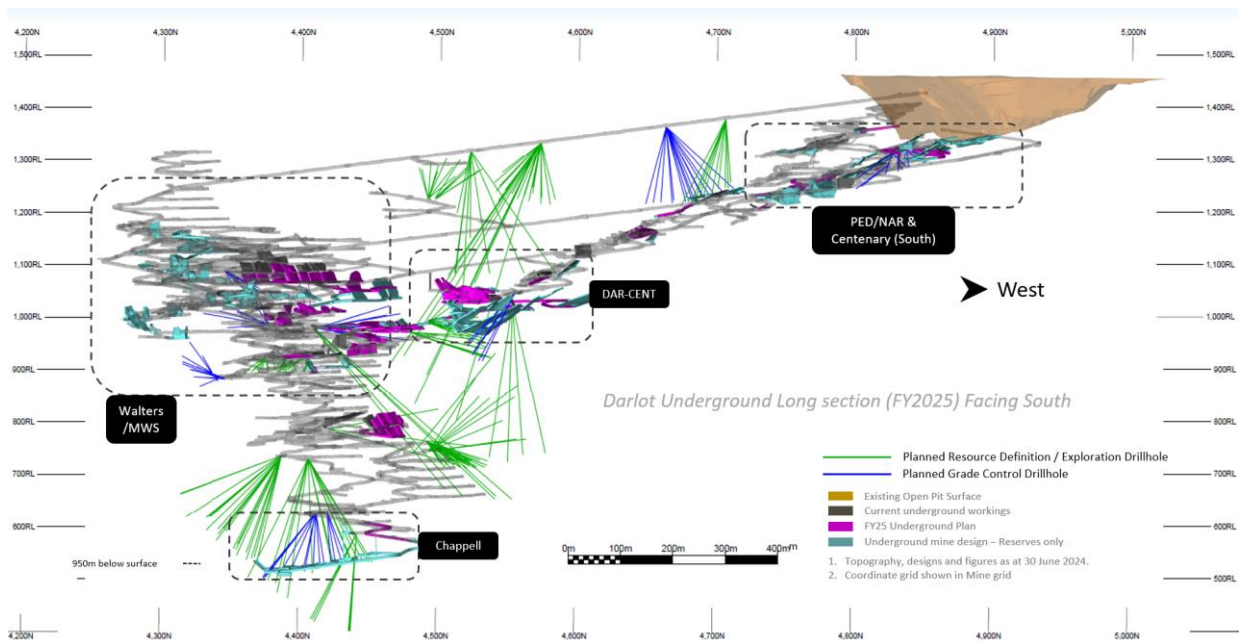 4,200N 4,300N 4,400N 4,500N 4,600N 4,700N 4,800N 4,900N 5,000N
1,500RL 1,500RL
1,400RL 1,400RL
1,300RL 1,300RL
1,200RL 1,200RL
PED/NAR &
Centenary (South)
1,100RL 1,100RL
DAR-CENT
West
1,000RL 1,000RL
900RL 900RL
Walters
/MWS
Darlot Underground Long section (FY2025) Facing South
800RL 800RL
Planned Resource Definition / Exploration Drillhole
Planned Grade Control Drillhole
700RL 700RL
Existing Open Pit Surface
Current underground workings
FY25 Underground Plan
Underground mine design – Reserves only
600RL 600RL
Chappell
0m 100m 200m 300m 400m m
950m below surface
1. Topography, designs and figures as at 30 June 2024.
2. Coordinate grid shown in Mine grid
500RL
4,200N 4,300N 4,400N 4,500N 4,600N 4,700N 4,800N 4,900N 5,000N